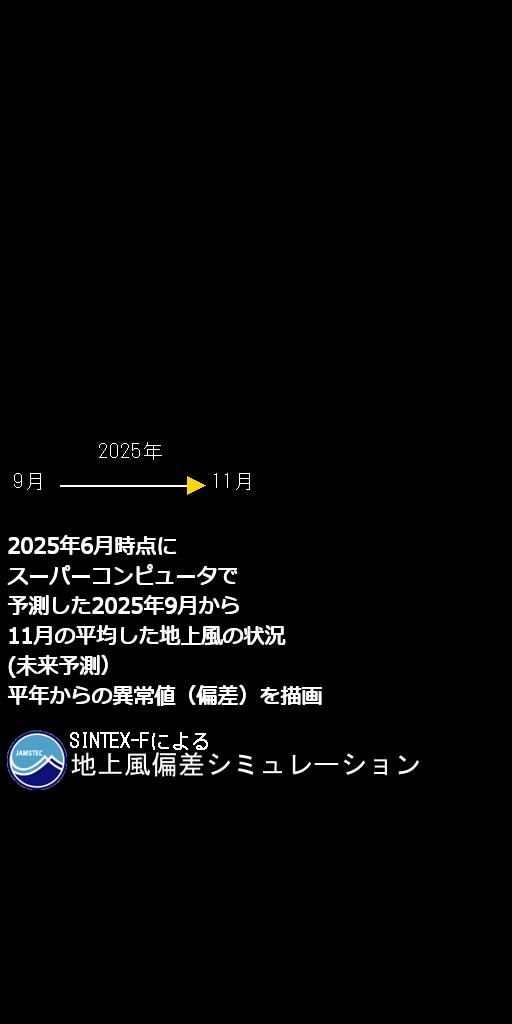 2025年
9月 11月
2025年6月時点に
スーパーコンピュータで
予測した2025年9月から
11月の平均した地上風の状況
(未来予測）
平年からの異常値（偏差）を描画
SINTEX-Fによる
JAMSTEC
地上風偏差シミュレーション